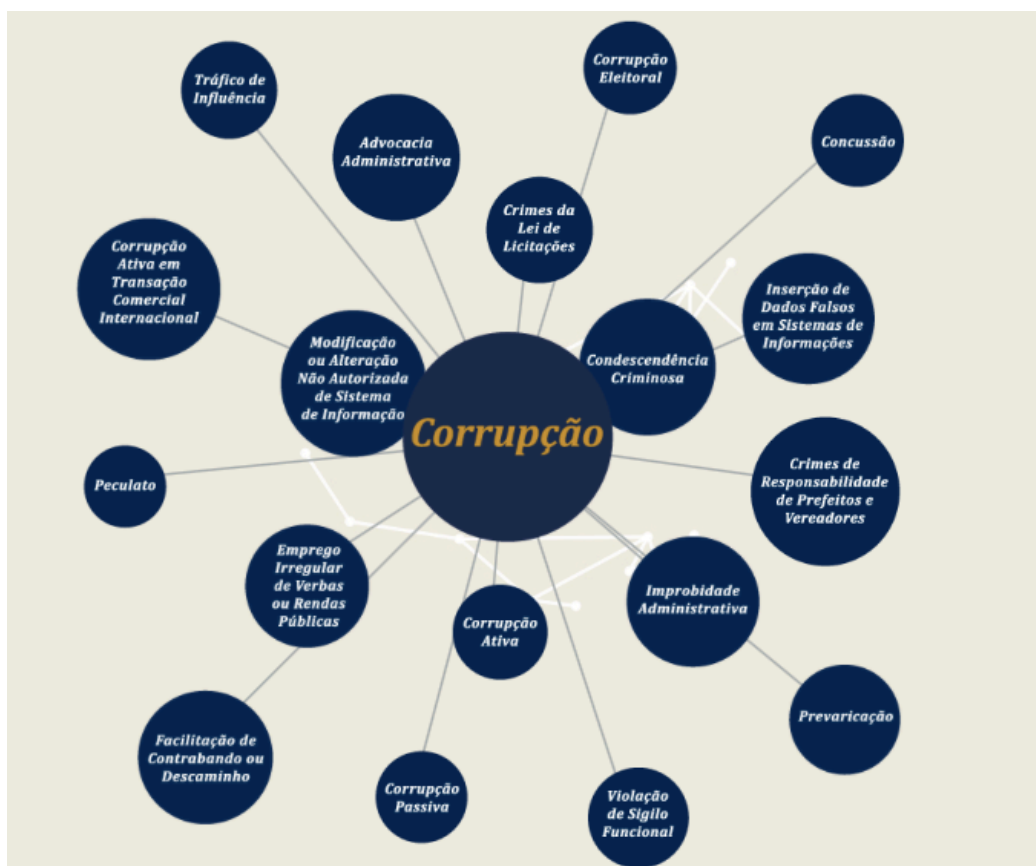 Tráfico de
Influência
Corrupção
Eleitoral
Advocacia
Administrativa
Concussão
Crimes da
Lei de
Licitações
Corrupção
Ativa em
Transação
Comercial
Internacional
Inserção de
Dados Falsos
em Sistemas de
Informações
Modificação
ou Alteração
Não Autorizada
de Sistema
de Informação
Condescendência
Criminosa
Corrupção
Peculato
Crimes de
Responsabilidade
de Prefeitos e
Vereadores
Emprego
Irregular
de Verbas
ou Rendas
Públicas
Corrupção
Ativa
Improbidade
Administrativa
Prevaricação
Facilitação de
Contrabando ou
Descaminho
Corrupção
Passiva
Violação
de Sigilo
Funcional